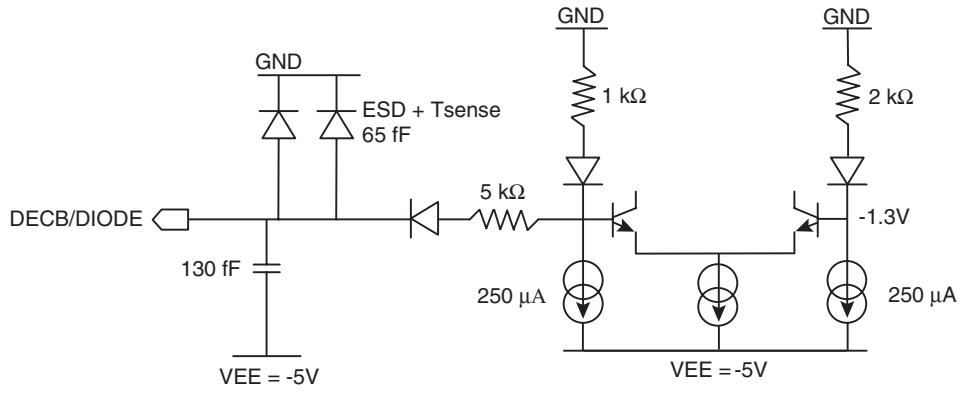 GND
GND
GND
ESD + Tsense
65 fF
1 kΩ
2 kΩ
5 kΩ
DECB/DIODE
-1.3V
130 fF
250 μA
250 μA
VEE = -5V
VEE = -5V